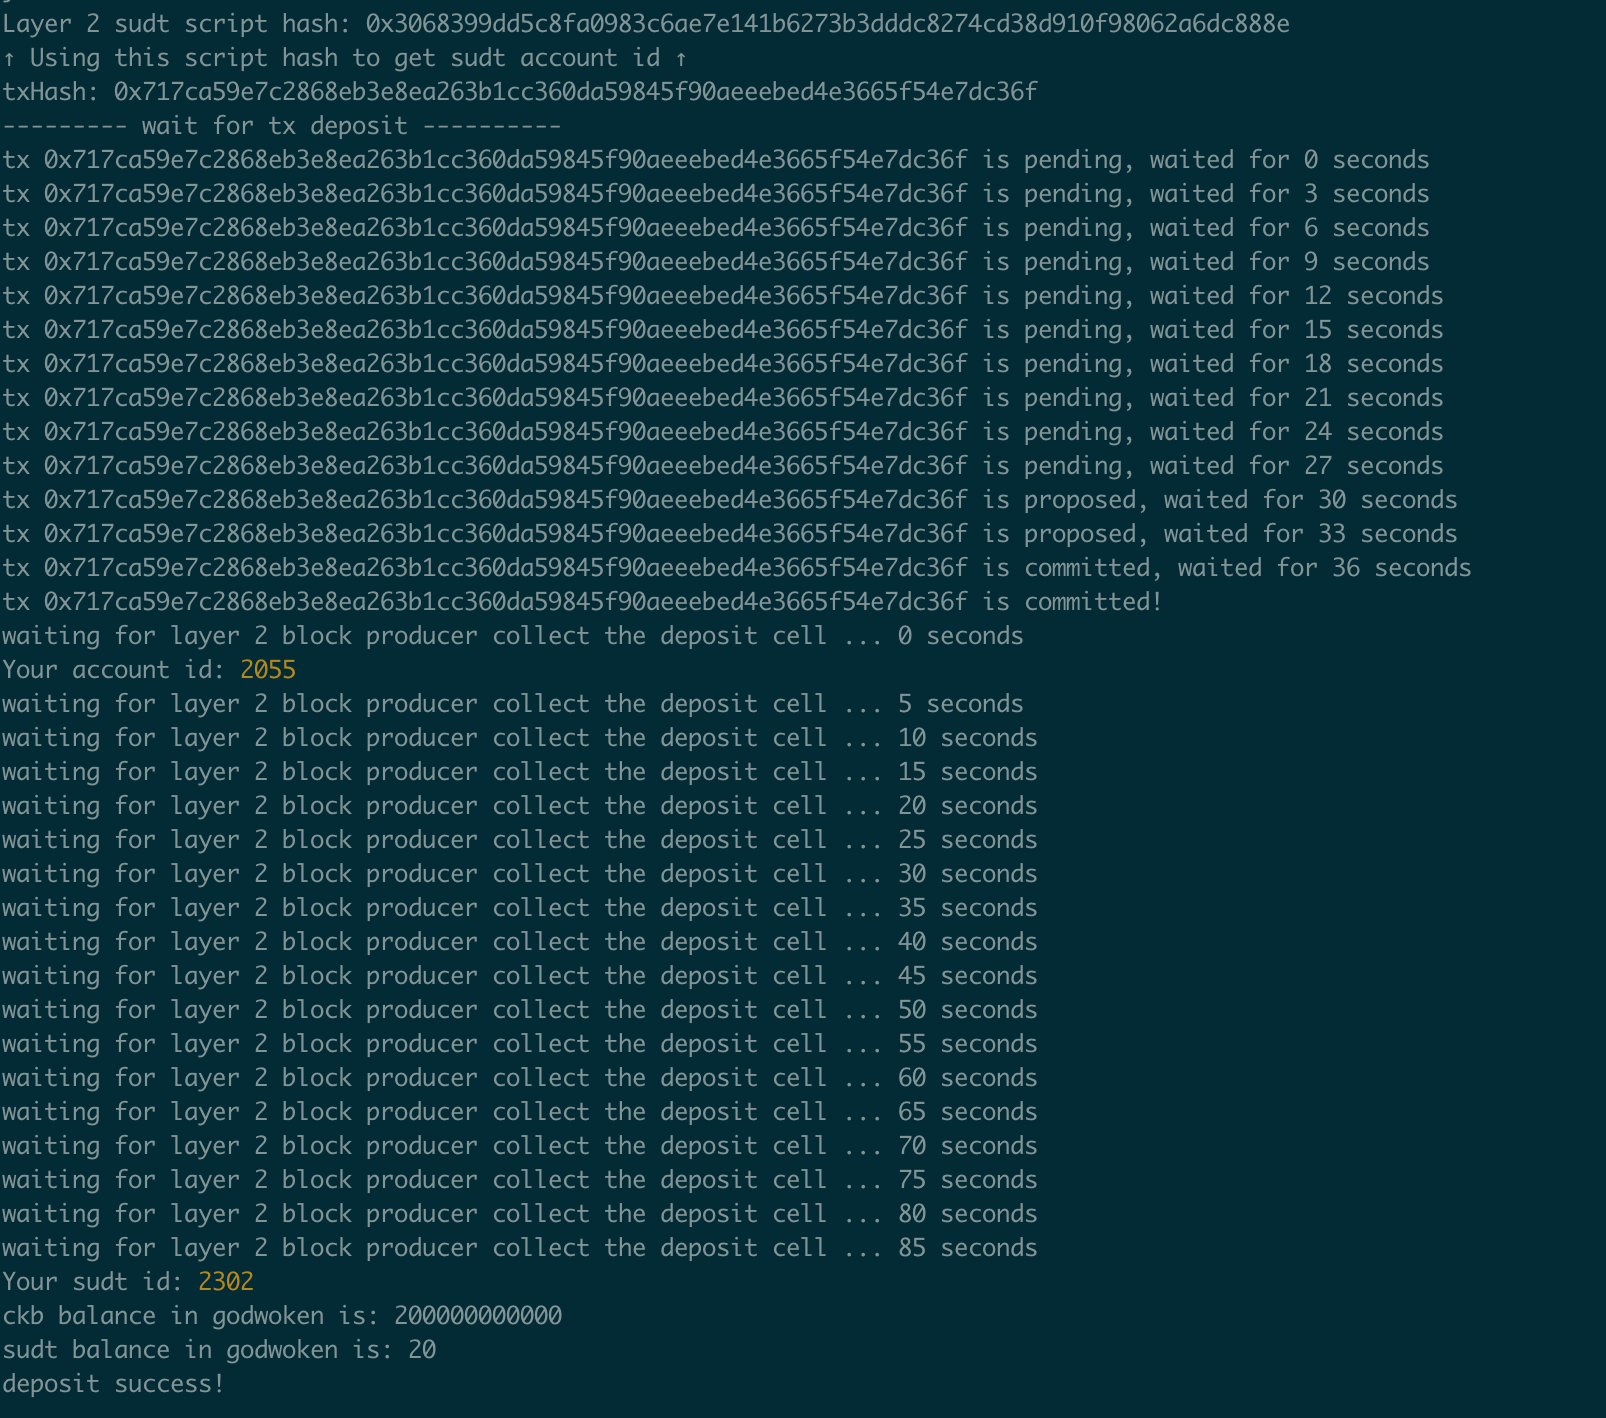 Layer 2 sudt script hash: 0x3068399dd5c8fa0983c6ae7e141b6273b3dddc8274cd38d910f98062a6dc888e
↑ Using this script hash to get sudt account id ↑
txHash: 0x717ca59e7c2868eb3e8ea263b1cc360da59845f90aeeebed4e3665f54e7dc36f
--------- wait for tx deposit ----------
tx 0x717ca59e7c2868eb3e8ea263b1cc360da59845f90aeeebed4e3665f54e7dc36f is pending, waited for 0 seconds
tx 0x717ca59e7c2868eb3e8ea263b1cc360da59845f90aeeebed4e3665f54e7dc36f is pending, waited for 3 seconds
tx 0x717ca59e7c2868eb3e8ea263b1cc360da59845f90aeeebed4e3665f54e7dc36f is pending, waited for 6 seconds
tx 0x717ca59e7c2868eb3e8ea263b1cc360da59845f90aeeebed4e3665f54e7dc36f is pending, waited for 9 seconds
tx 0x717ca59e7c2868eb3e8ea263b1cc360da59845f90aeeebed4e3665f54e7dc36f is pending, waited for 12 seconds
tx 0x717ca59e7c2868eb3e8ea263b1cc360da59845f90aeeebed4e3665f54e7dc36f is pending, waited for 15 seconds
tx 0x717ca59e7c2868eb3e8ea263b1cc360da59845f90aeeebed4e3665f54e7dc36f is pending, waited for 18 seconds
tx 0x717ca59e7c2868eb3e8ea263b1cc360da59845f90aeeebed4e3665f54e7dc36f is pending, waited for 21 seconds
tx 0x717ca59e7c2868eb3e8ea263b1cc360da59845f90aeeebed4e3665f54e7dc36f is pending, waited for 24 seconds
tx 0x717ca59e7c2868eb3e8ea263b1cc360da59845f90aeeebed4e3665f54e7dc36f is pending, waited for 27 seconds
tx 0x717ca59e7c2868eb3e8ea263b1cc360da59845f90aeeebed4e3665f54e7dc36f is proposed, waited for 30 seconds
tx 0x717ca59e7c2868eb3e8ea263b1cc360da59845f90aeeebed4e3665f54e7dc36f is proposed, waited for 33 seconds
tx 0x717ca59e7c2868eb3e8ea263b1cc360da59845f90aeeebed4e3665f54e7dc36f is committed, waited for 36 seconds
tx 0x717ca59e7c2868eb3e8ea263b1cc360da59845f90aeeebed4e3665f54e7dc36f is committed!
waiting for layer 2 block producer collect the deposit cell ... 0 seconds
Your account id: 2055
waiting for layer 2 block producer collect the deposit cell ... 5 seconds
waiting for layer 2 block producer collect the deposit cell ... 10 seconds
waiting for layer 2 block producer collect the deposit cell ... 15 seconds
waiting for layer 2 block producer collect the deposit cell ... 20 seconds
waiting for layer 2 block producer collect the deposit cell ... 25 seconds
waiting for layer 2 block producer collect the deposit cell ... 30 seconds
waiting for layer 2 block producer collect the deposit cell ... 35 seconds
waiting for layer 2 block producer collect the deposit cell ... 40 seconds
waiting for layer 2 block producer collect the deposit cell ... 45 seconds
waiting for layer 2 block producer collect the deposit cell ... 50 seconds
waiting for layer 2 block producer collect the deposit cell ... 55 seconds
waiting for layer 2 block producer collect the deposit cell ... 60 seconds
waiting for layer 2 block producer collect the deposit cell ... 65 seconds
waiting for layer 2 block producer collect the deposit cell ... 70 seconds
waiting for layer 2 block producer collect the deposit cell ... 75 seconds
waiting for layer 2 block producer collect the deposit cell ... 80 seconds
waiting for layer 2 block producer collect the deposit cell ... 85 seconds
Your sudt id: 2302
ckb balance in godwoken is: 200000000000
sudt balance in godwoken is: 20
deposit success!